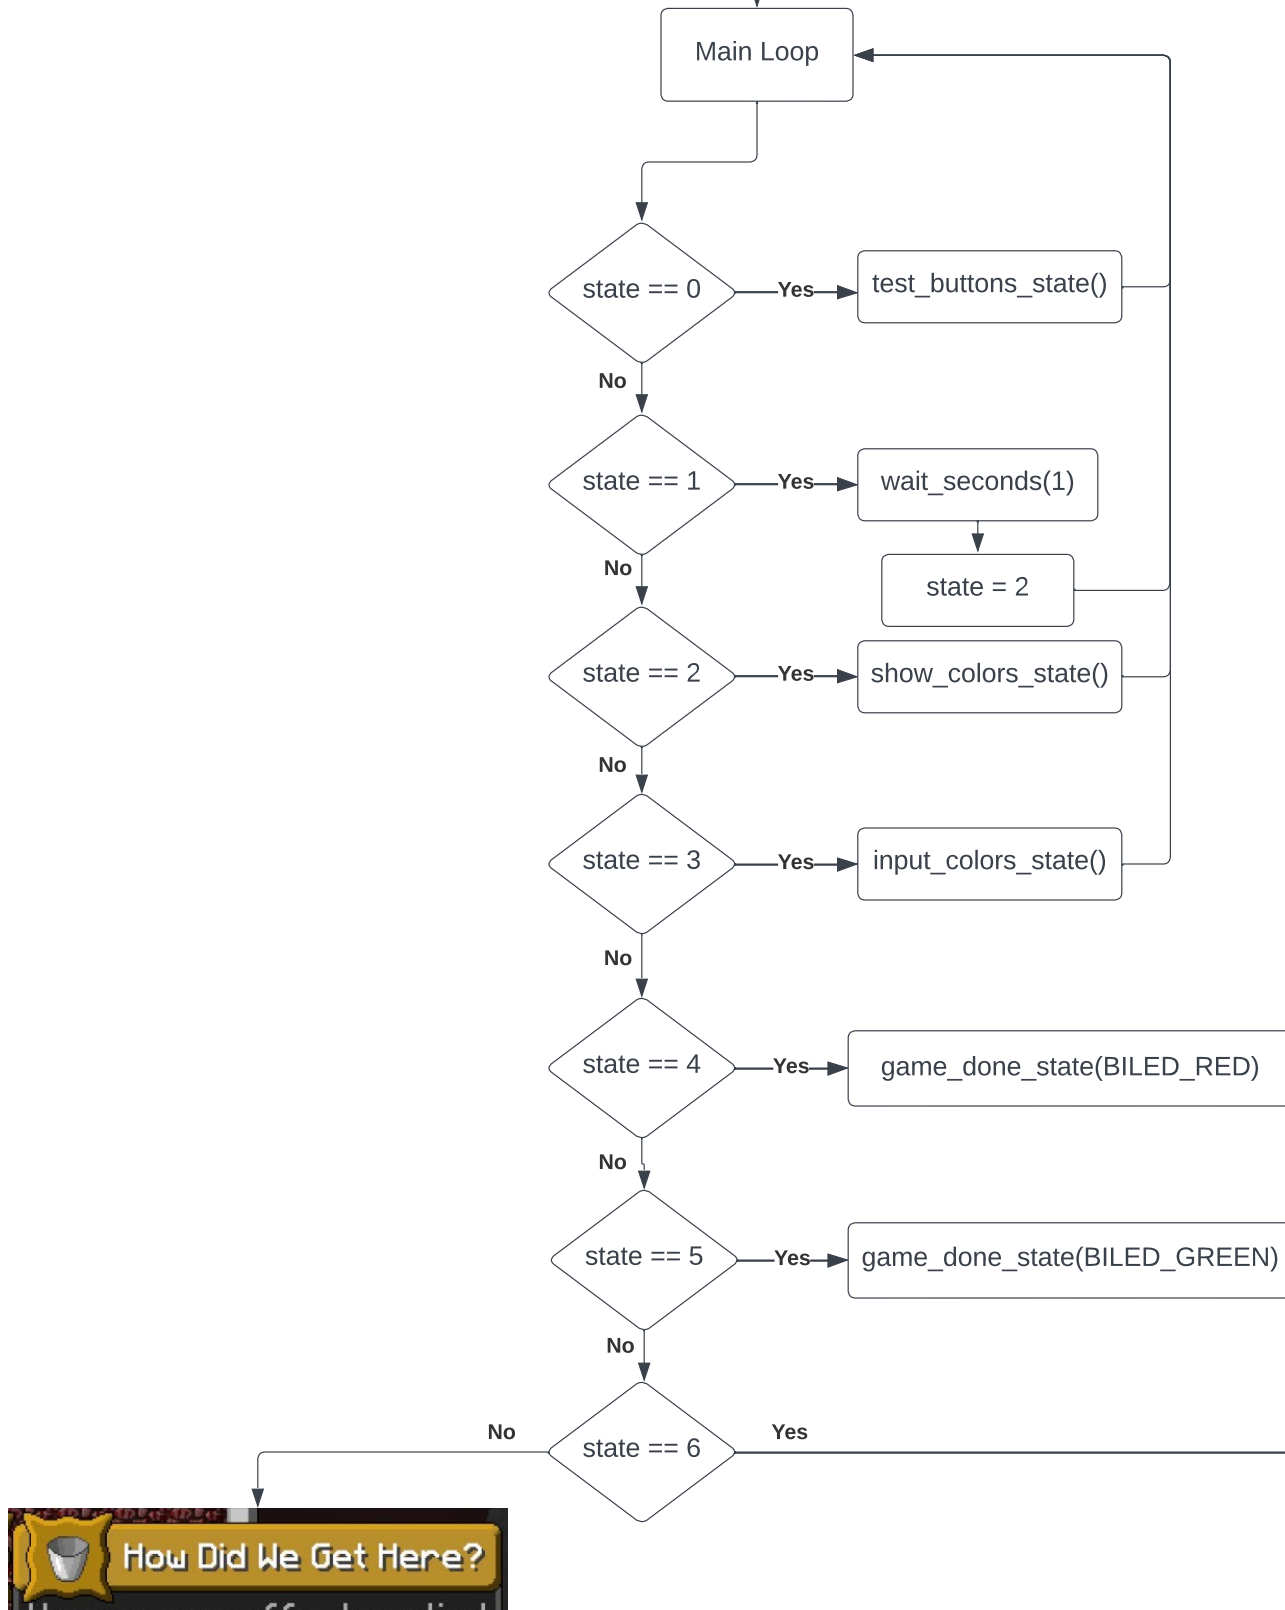 Main Loop
state == 0
Yes
test_buttons_state()
No
state == 1
Yes
wait_seconds(1)
No
state = 2
state == 2
Yes
show_colors_state()
No
state == 3
Yes
input_colors_state()
No
state == 4
Yes
game_done_state(BILED_RED)
No
state == 5
Yes
game_done_state(BILED_GREEN)
No
state == 6
No
Yes
How Did We Get Here?